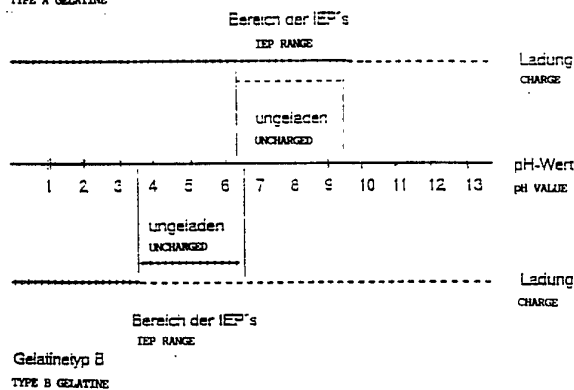 TYPE A GELATINE
Bereich der IEP´s
IEP RANGE
Ladung
CHARGE
ungeladen
UNCHARGED
pH-Wert
1 2 3 4 5 6 7 8 9 10 11 12 13
pH VALUE
ungeladen
UNCHARGED
Ladung
CHARGE
Bereich der IEP´s
IEP RANGE
Gelatinetyp B
TYPE B GELATINE